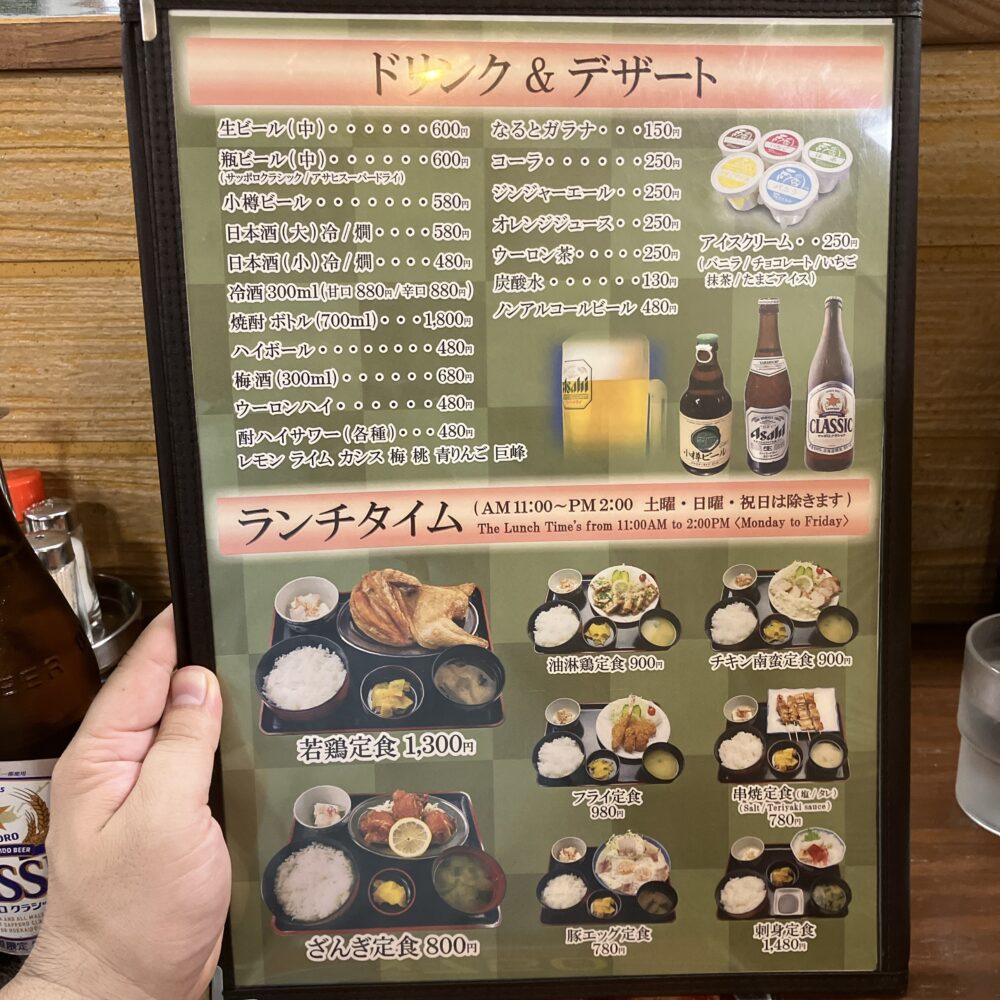 ドリンク & デザート
生ビール(中)・・・・・・600円
瓶ビール(中)・・・・・・600円
(サッポロクラシック/アサヒスーパードライ)
小樽ビール・・・・・・・580円
日本酒(大)冷/燗・・・・580円
日本酒(小)冷/燗・・・・480円
冷酒300ml(甘口880円/辛口880円)
焼酎 ボトル(700ml)・・・1,800円
ハイボール・・・・・・・・480円
梅酒(300ml)・・・・・・680円
ウーロンハイ・・・・・・480円
酎ハイサワー(各種)・・・480円
レモン ライム カシス 梅 桃 青りんご 巨峰
なるとガラナ・・・150円
コーラ・・・・・・250円
ジンジャーエール・・250円
オレンジジュース・・250円
ウーロン茶・・・・・250円
炭酸水・・・・・・130円
ノンアルコールビール 480円
アイスクリーム・・250円
(バニラ/チョコレート/いちご
抹茶/たまごアイス)
Asahi
小樽ビール
Asahi
生
CLASSIC
ランチタイム (AM11:00~PM2:00 土曜・日曜・祝日は除きます)
The Lunch Time's from 11:00AM to 2:00PM〈Monday to Friday〉
若鶏定食 1,300円
油淋鶏定食 900円
チキン南蛮定食 900円
フライ定食
980円
串焼定食(塩/タレ)
(Salt/Teriyaki sauce)
780円
ざんぎ定食 800円
豚エッグ定食
780円
刺身定食
1,480円
BEER